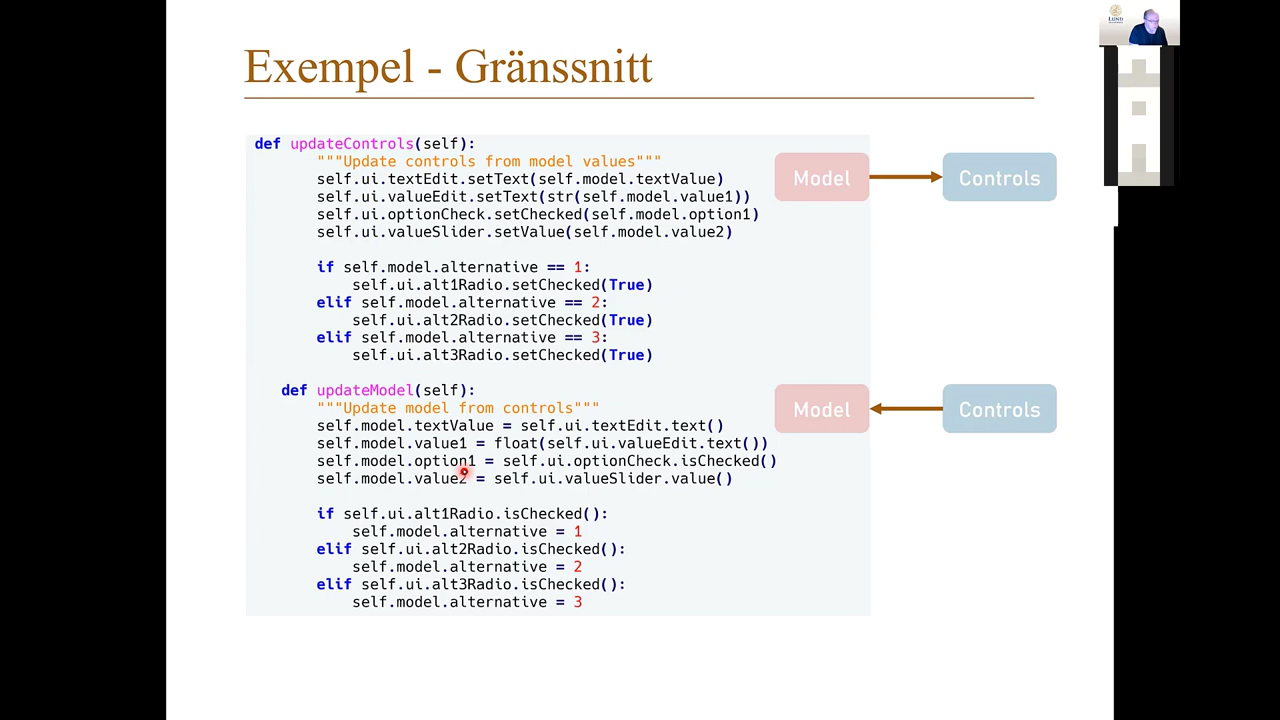 Exempel - Gränssnitt
def updateControls(self):
"""Update controls from model values"""
self.ui.textEdit.setText(self.model.textValue)
self.ui.valueEdit.setText(str(self.model.value1))
self.ui.optionCheck.setChecked(self.model.option1)
self.ui.valueSlider.setValue(self.model.value2)
if self.model.alternative == 1:
self.ui.alt1Radio.setChecked(True)
elif self.model.alternative == 2:
self.ui.alt2Radio.setChecked(True)
elif self.model.alternative == 3:
self.ui.alt3Radio.setChecked(True)
Model
Controls
def updateModel(self):
"""Update model from controls"""
self.model.textValue = self.ui.textEdit.text()
self.model.value1 = float(self.ui.valueEdit.text())
self.model.option1 = self.ui.optionCheck.isChecked()
self.model.value2 = self.ui.valueSlider.value()
if self.ui.alt1Radio.isChecked():
self.model.alternative = 1
elif self.ui.alt2Radio.isChecked():
self.model.alternative = 2
elif self.ui.alt3Radio.isChecked():
self.model.alternative = 3
Model
Controls
LUND